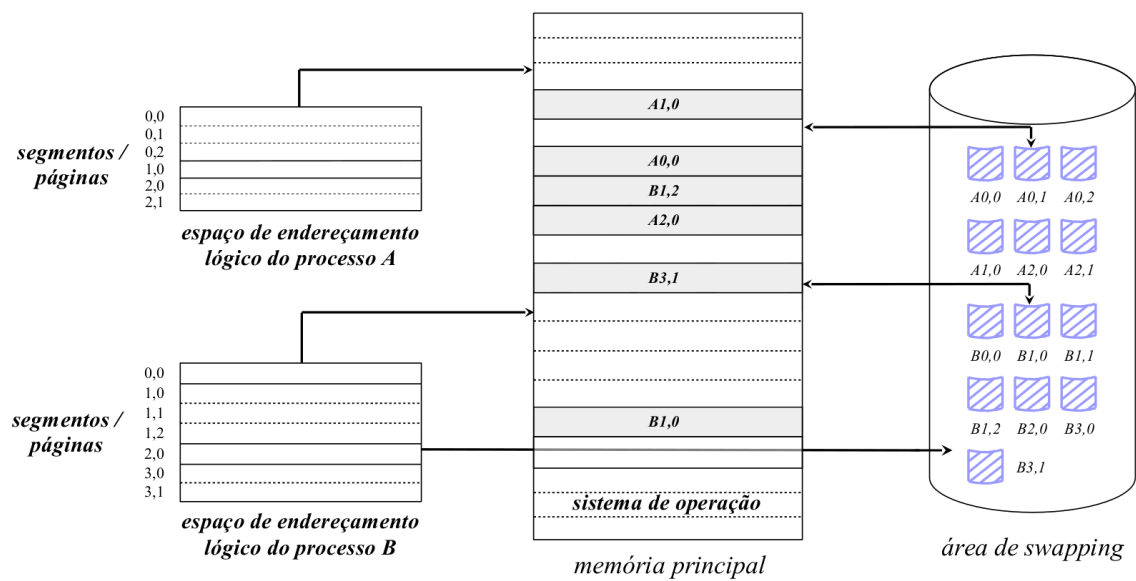 0,0
0,1
0,2
1,0
2,0
2,1
segmentos /
páginas
espaço de endereçamento
lógico do processo A
0,0
1,0
1,1
1,2
2,0
3,0
3,1
segmentos /
páginas
espaço de endereçamento
lógico do processo B
A1,0
A0,0
B1,2
A2,0
B3,1
B1,0
sistema de operação
memória principal
A0,0 A0,1 A0,2
A1,0 A2,0 A2,1
B0,0 B1,0 B1,1
B1,2 B2,0 B3,0
B3,1
área de swapping